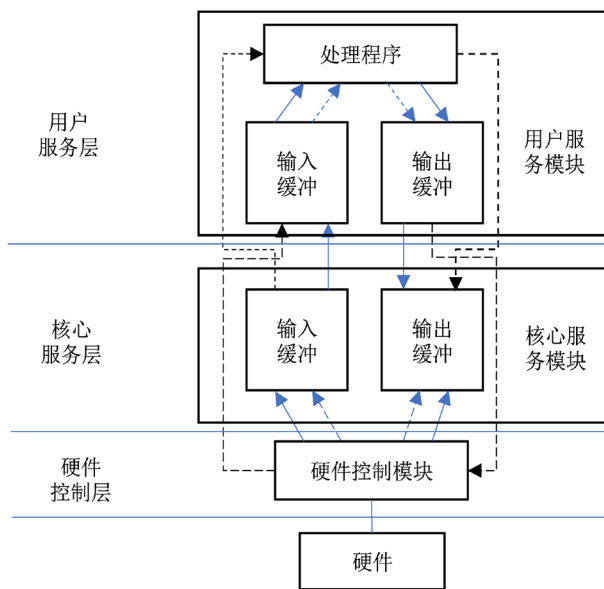 处理程序
用户
服务层
输入
缓冲
输出
缓冲
用户服
务模块
核心
服务层
输入
缓冲
输出
缓冲
核心服
务模块
硬件
控制层
硬件控制模块
硬件